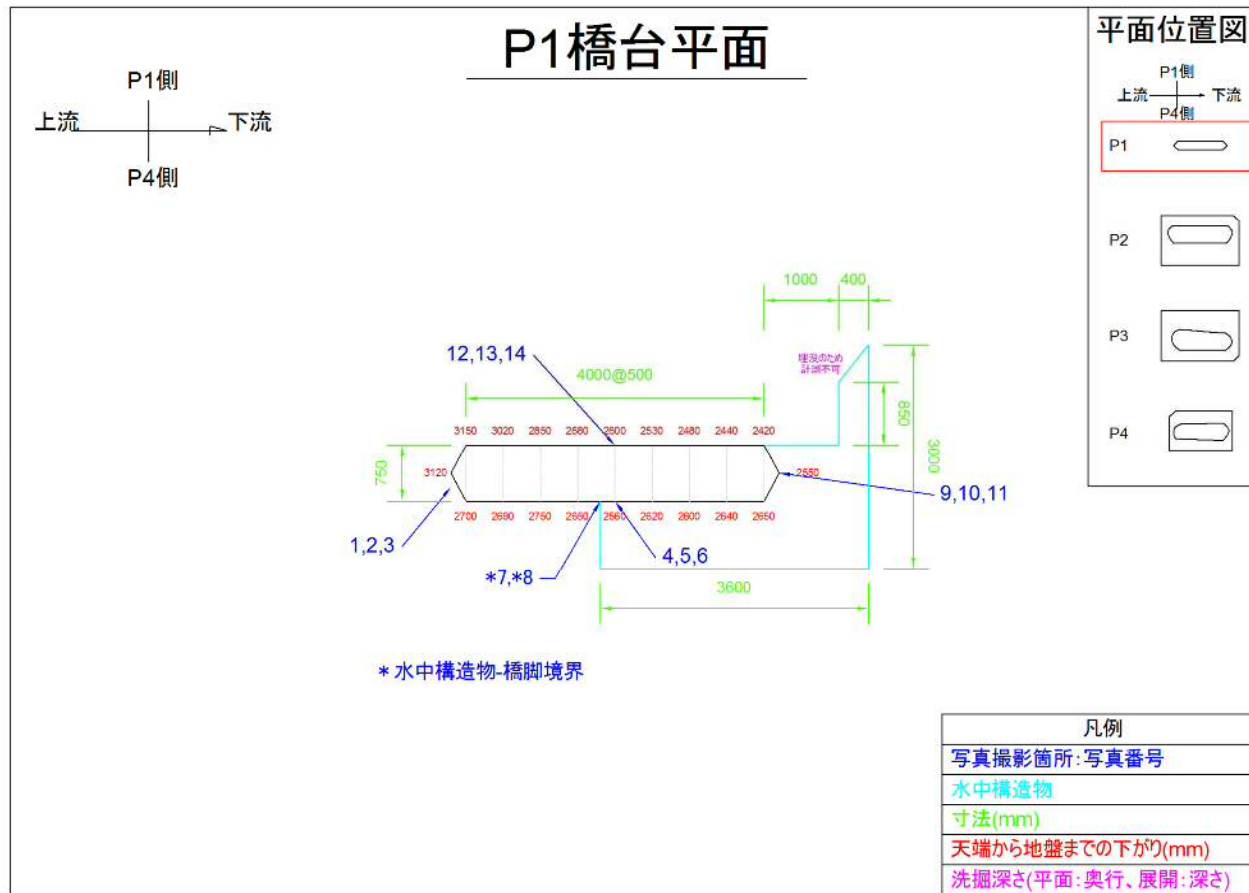 P1橋台平面
P1側
上流
下流
P4側
平面位置図
P1側
上流
下流
P4側
P1
P2
P3
P4
1000
400
12,13,14
埋没のため
計測不可
4000@500
850
3000
3150 3020 2850 2680 2600 2530 2480 2440 2420
750
3120
2550
9,10,11
2700 2690 2750 2650 2560 2620 2600 2640 2650
1,2,3
4,5,6
*7,*8
3600
*水中構造物-橋脚境界
凡例
写真撮影箇所:写真番号
水中構造物
寸法(mm)
天端から地盤までの下がり(mm)
洗掘深さ(平面:奥行、展開:深さ)